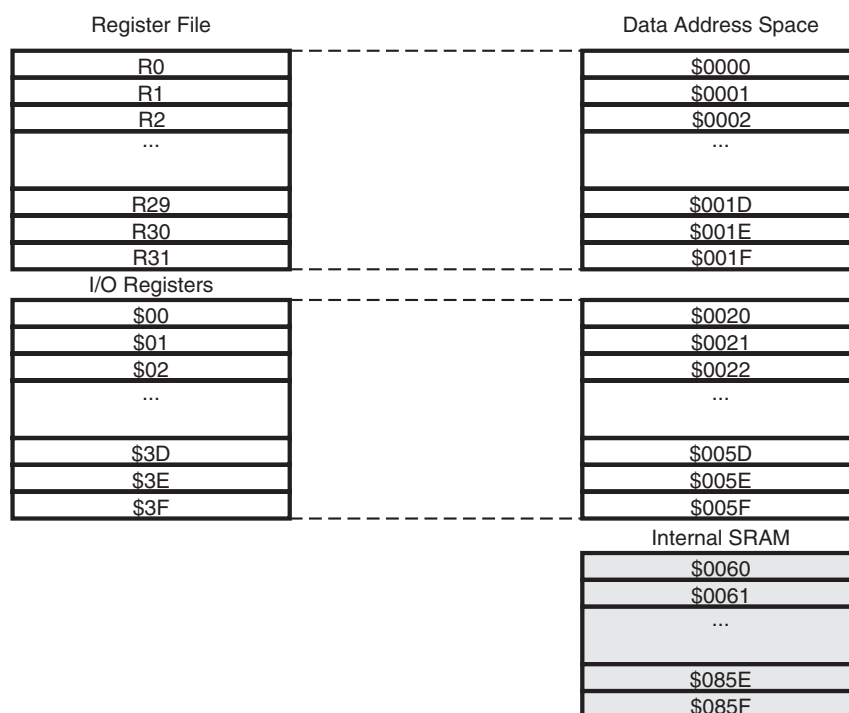 Register File
Data Address Space
R0
$0000
R1
$0001
R2
$0002
...
...
R29
$001D
R30
$001E
R31
$001F
I/O Registers
$00
$0020
$01
$0021
$02
$0022
...
...
$3D
$005D
$3E
$005E
$3F
$005F
Internal SRAM
$0060
$0061
...
$085E
$085F